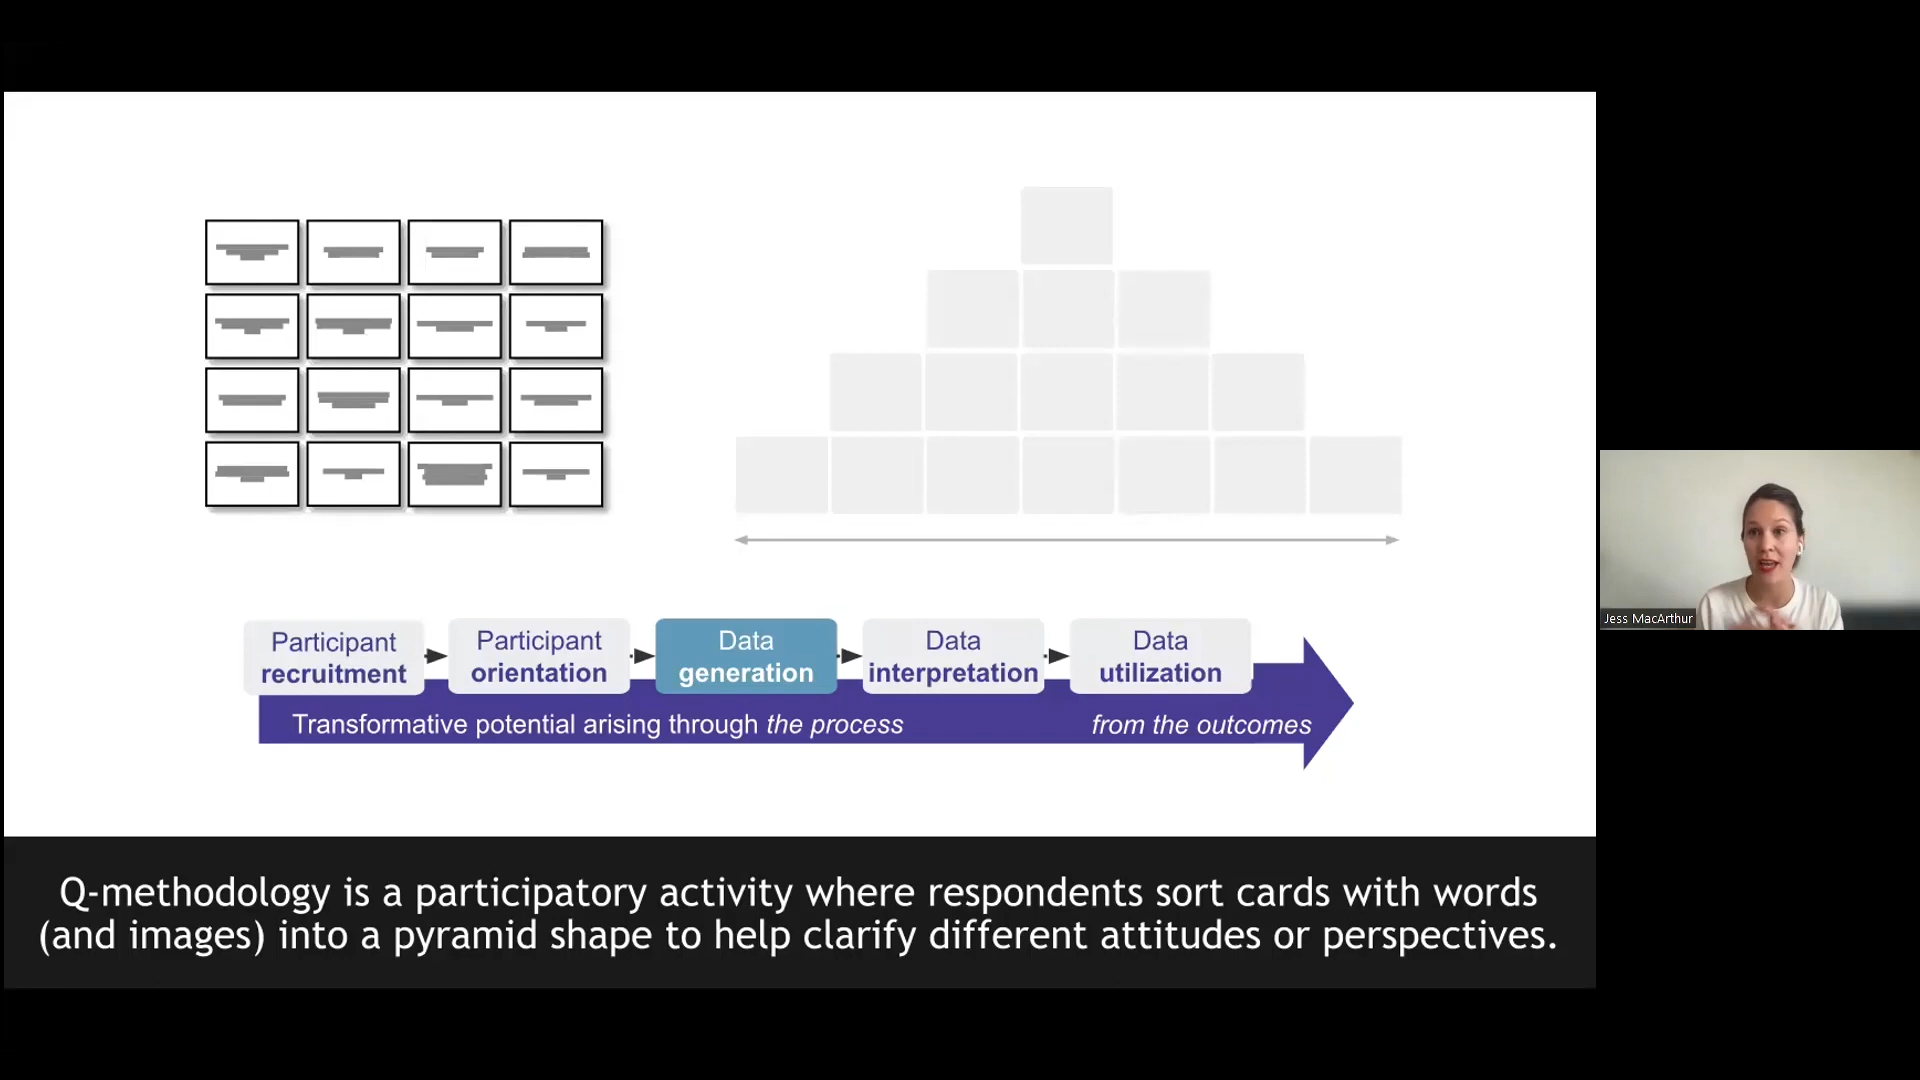 Participant
recruitment
Participant
orientation
Data
generation
Data
interpretation
Data
utilization
Transformative potential arising through the process
from the outcomes
Jess MacArthur
Q-methodology is a participatory activity where respondents sort cards with words
(and images) into a pyramid shape to help clarify different attitudes or perspectives.